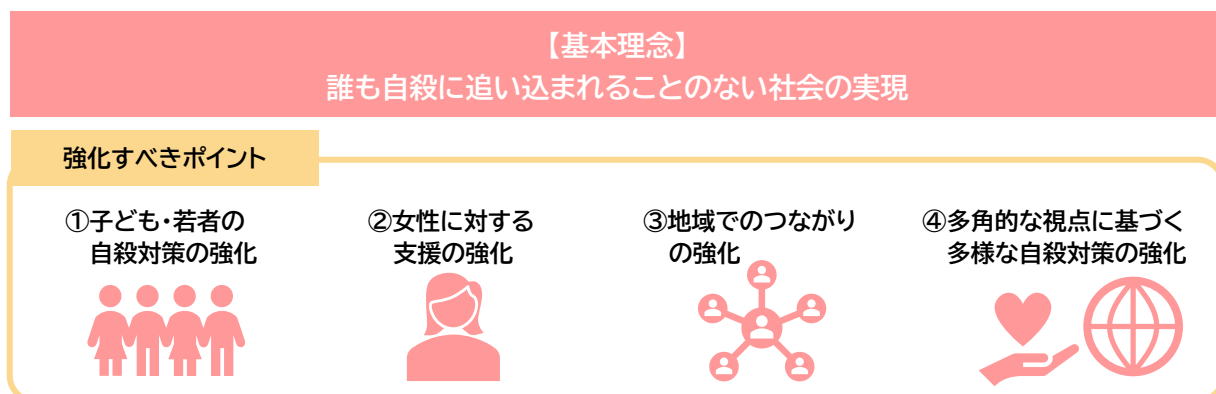 【基本理念】
誰も自殺に追い込まれることのない社会の実現
強化すべきポイント
①子ども・若者の
自殺対策の強化
②女性に対する
支援の強化
③地域でのつながり
の強化
④多角的な視点に基づく
多様な自殺対策の強化